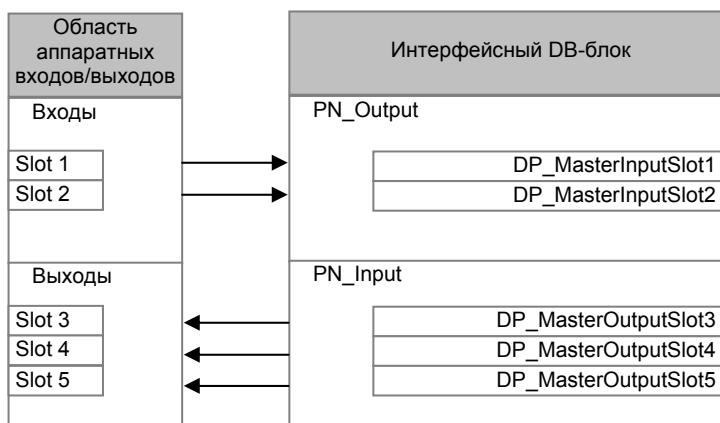 Область
аппаратных
входов/выходов
Интерфейсный DB-блок
Входы
PN_Output
Slot 1
DP_MasterInputSlot1
Slot 2
DP_MasterInputSlot2
Выходы
PN_Input
Slot 3
DP_MasterOutputSlot3
Slot 4
DP_MasterOutputSlot4
Slot 5
DP_MasterOutputSlot5